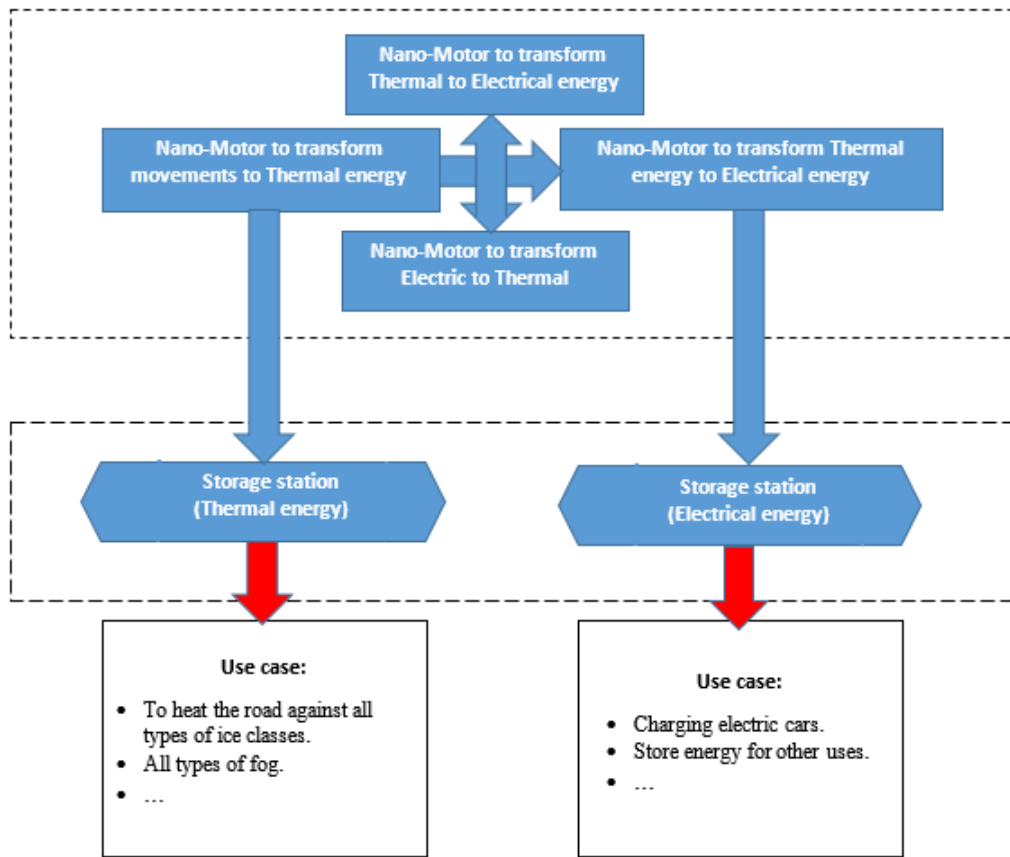 Nano-Motor to transform
Thermal to Electrical energy
Nano-Motor to transform
movements to Thermal energy
Nano-Motor to transform Thermal
energy to Electrical energy
Nano-Motor to transform
Electric to Thermal
Storage station
(Thermal energy)
Storage station
(Electrical energy)
Use case:
• To heat the road against all
types of ice classes.
• All types of fog.
• …
Use case:
• Charging electric cars.
• Store energy for other uses.
• …